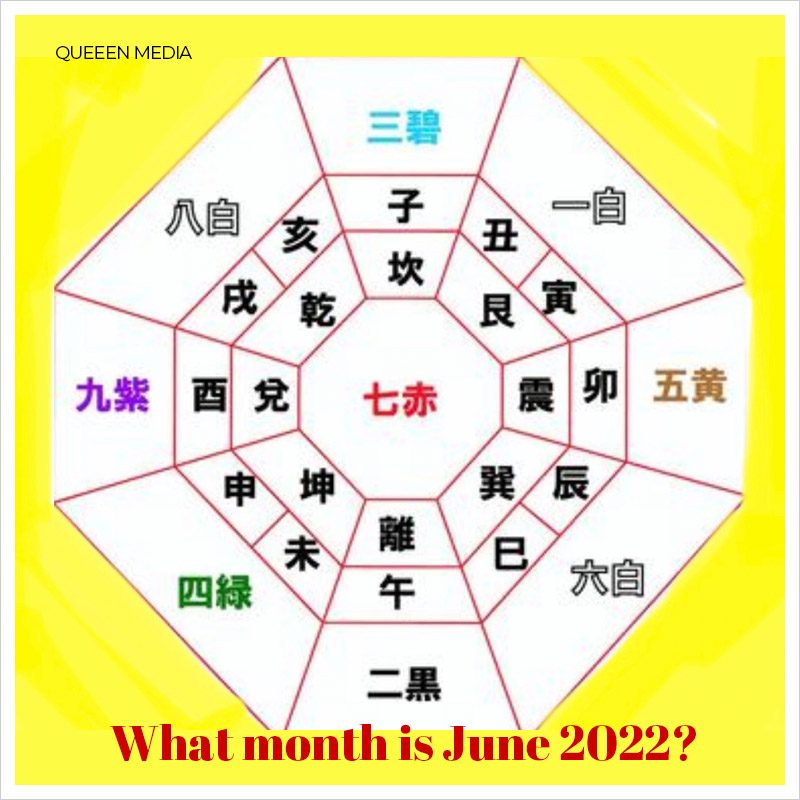 QUEEEN MEDIA
三碧
八白
子
一白
亥
丑
坎
戌
乾
艮
寅
九紫
酉
兌
七赤
震
卯
五黄
申
坤
巽
辰
未
離
巳
四緑
午
六白
二黒
What month is June 2022?